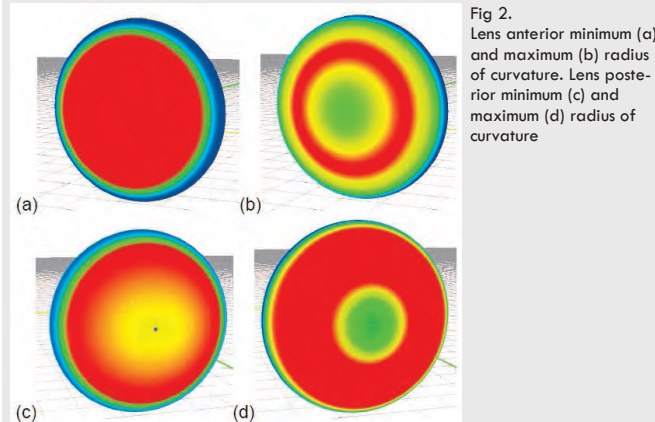 Fig 2.
Lens anterior minimum (a)
and maximum (b) radius
of curvature. Lens poste-
rior minimum (c) and
maximum (d) radius of
curvature
(a)
(b)
(c)
(d)